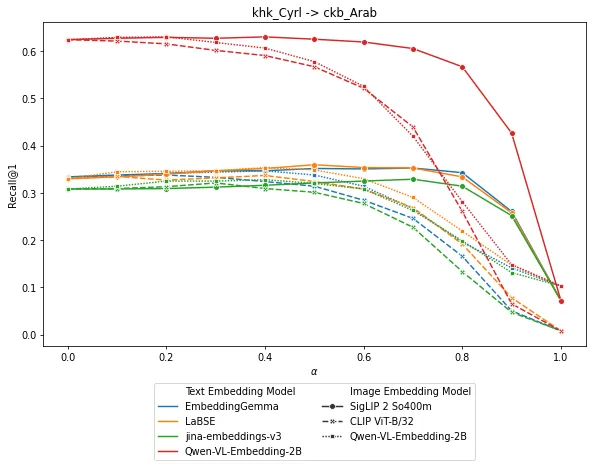 khk_Cyrl -> ckb_Arab
Recall@1
0.6
0.5
0.4
0.3
0.2
0.1
0.0
0.0 0.2 0.4 0.6 0.8 1.0
α
Text Embedding Model Image Embedding Model
EmbeddingGemma SigLIP 2 So400m
LaBSE CLIP ViT-B/32
jina-embeddings-v3 Qwen-VL-Embedding-2B
Qwen-VL-Embedding-2B